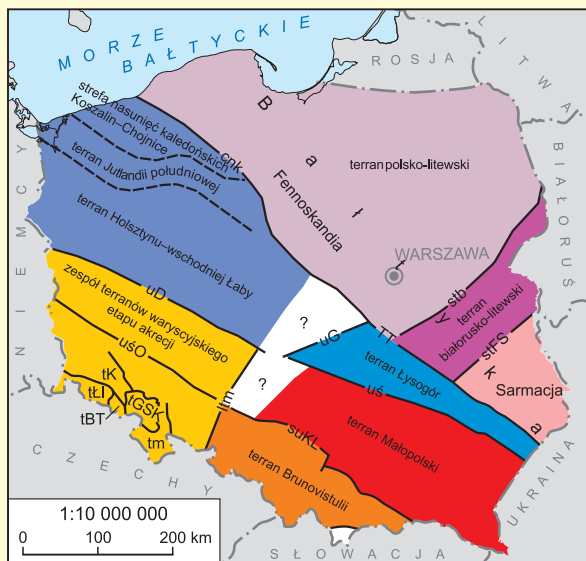 MORZE
BAŁTYCKIE
ROSJA
LITWA
BIAŁORUŚ
UKRAINA
SŁOWACJA
CZECHY
NIEMCY
strefa nasunięć kaledońskich
Koszalin–Chojnice
terran Jutlandii południowej
terran Holsztynu–wschodniej Łaby
cnk
Bałtyka
Fennoskandia
terran polsko-litewski
WARSZAWA
stb
terran
białorusko-litewski
stFS
Sarmacja
TT
uG
terran Łysogór
uś
terran Małopolski
?
?
uD
zespół terranów waryscyjskiego
etapu akrecji
uśO
tK
tŁI
tGSK
tBT
tm
łm
suKL
terran Brunovistulii
1:10 000 000
0 100 200 km